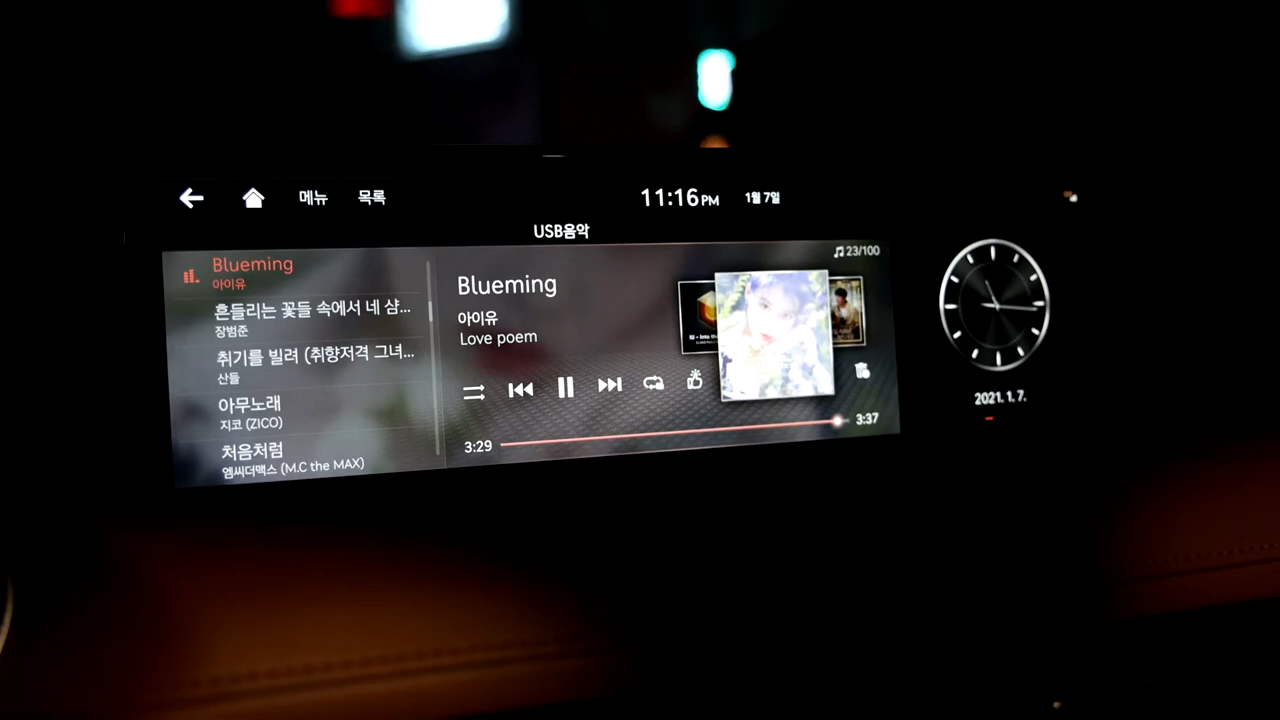 메뉴 목록 11:16PM 1월 7일
USB음악
Blueming
아이유
흔들리는 꽃들 속에서 네 샴...
장범준
취기를 빌려 (취향저격 그녀...
산들
아무노래
지코 (ZICO)
처음처럼
엠씨더맥스 (M.C the MAX)
23/100
Blueming
아이유
Love poem
3:29
3:37
2021. 1. 7.